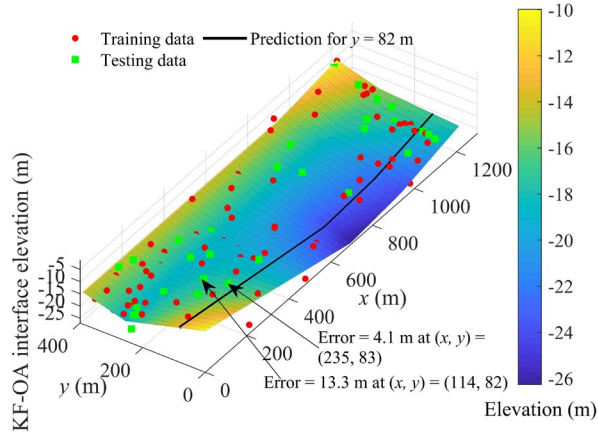 Training data
Prediction for y = 82 m
Testing data
-10
-12
-14
-16
-18
-20
-22
-24
-26
Elevation (m)
KF-OA interface elevation (m)
-5
-10
-15
-20
-25
400
200
0
y (m)
0
200
400
600
800
1000
1200
x (m)
Error = 4.1 m at (x, y) =
(235, 83)
Error = 13.3 m at (x, y) = (114, 82)